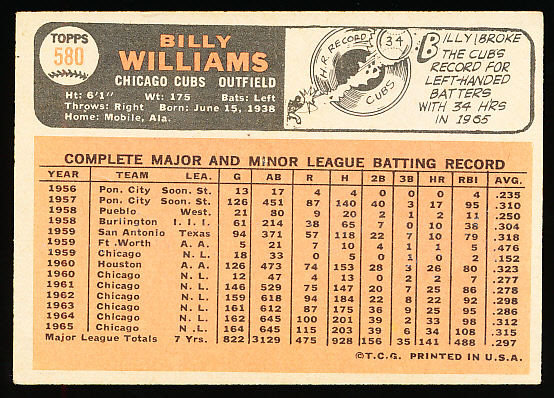 TOPPS
580
BILLY
WILLIAMS
CHICAGO CUBS OUTFIELD
Ht: 6'1" Wt: 175 Bats: Left
Throws: Right Born: June 15, 1938
Home: Mobile, Ala.
H.R. RECORD
34
CUBS
BILLY BROKE
THE CUBS
RECORD FOR
LEFT-HANDED
BATTERS
WITH 34 HRS
IN 1965
COMPLETE MAJOR AND MINOR LEAGUE BATTING RECORD
YEAR TEAM LEA. G AB R H 2B 3B HR RBI AVG.
1956 Pon. City Soon. St. 13 17 4 4 0 0 0 4 .235
1957 Pon. City Soon. St. 126 451 87 140 40 3 17 95 .310
1958 Pueblo West. 21 80 9 20 2 1 2 11 .250
1958 Burlington I. I. I. 61 214 38 65 7 0 10 38 .304
1959 San Antonio Texas 94 371 57 118 22 7 10 79 .318
1959 Ft. Worth A. A. 5 21 7 10 4 1 1 5 .476
1959 Chicago N. L. 18 33 0 5 0 1 0 2 .152
1960 Houston A. A. 126 473 74 153 28 3 26 80 .323
1960 Chicago N. L. 12 47 4 13 0 2 2 7 .277
1961 Chicago N. L. 146 529 75 147 20 7 25 86 .278
1962 Chicago N. L. 159 618 94 184 22 8 22 92 .298
1963 Chicago N. L. 161 612 87 175 36 9 25 95 .286
1964 Chicago N. L. 162 645 100 201 39 2 33 98 .312
1965 Chicago N. L. 164 645 115 203 39 6 34 108 .315
Major League Totals 7 Yrs. 822 3129 475 928 156 35 141 488 .297
©T.C.G. PRINTED IN U.S.A.